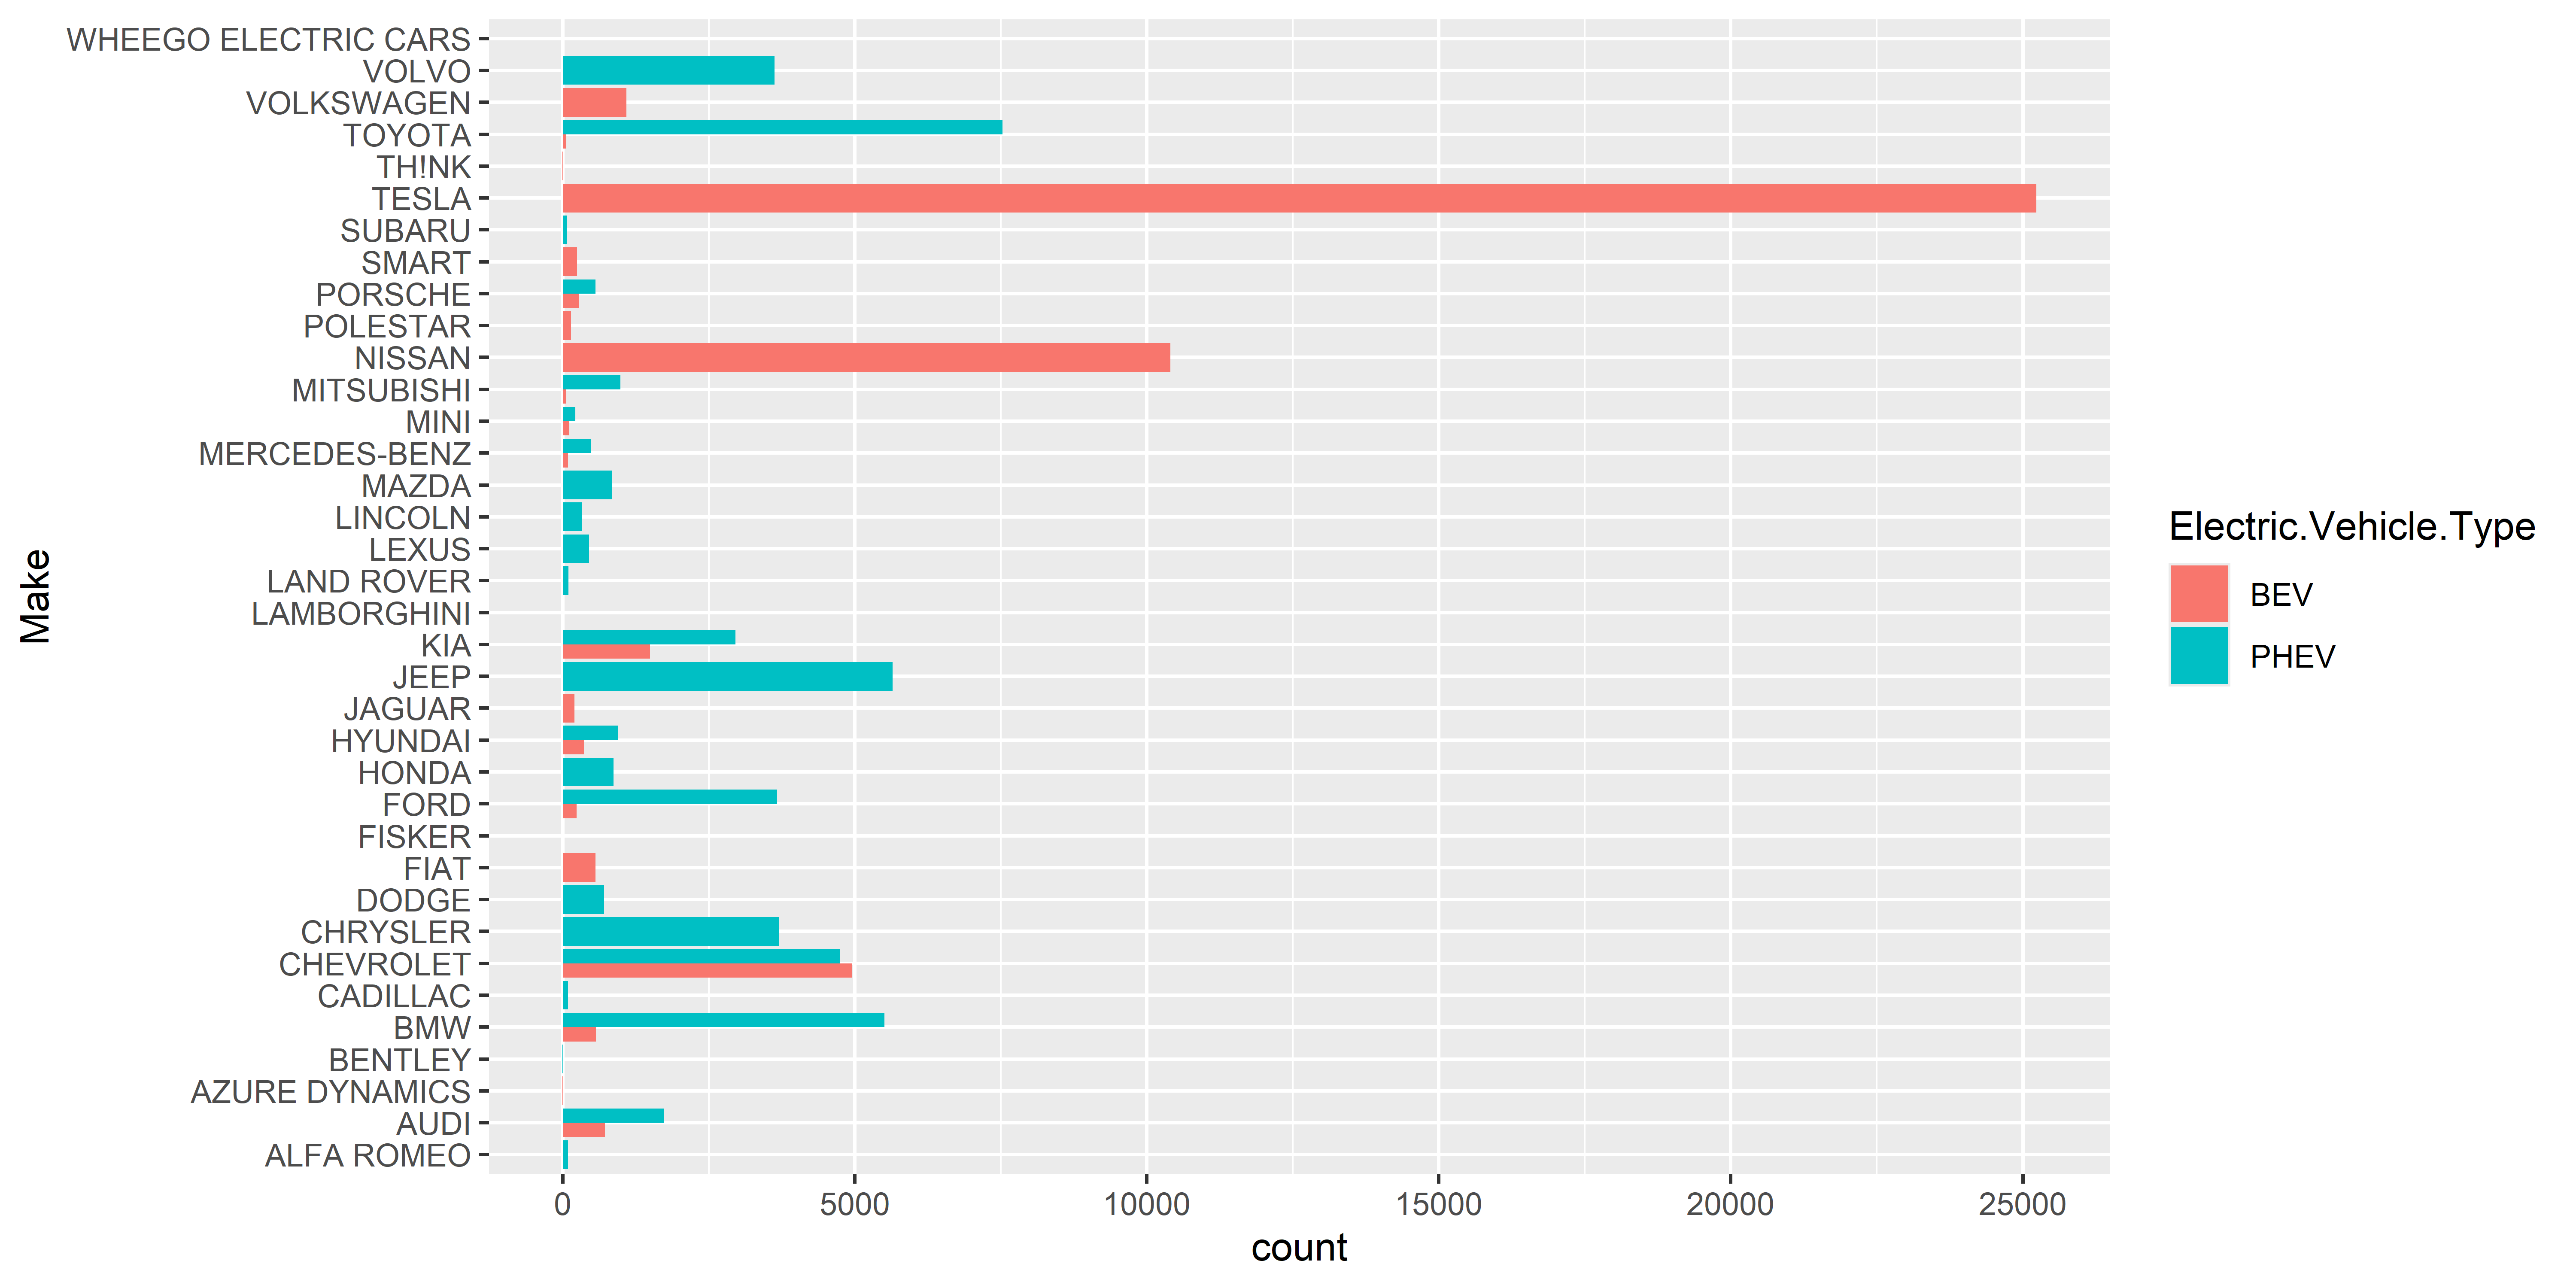 WHEEGO ELECTRIC CARS
VOLVO
VOLKSWAGEN
TOYOTA
TH!NK
TESLA
SUBARU
SMART
PORSCHE
POLESTAR
NISSAN
MITSUBISHI
MINI
MERCEDES-BENZ
MAZDA
LINCOLN
LEXUS
LAND ROVER
LAMBORGHINI
KIA
JEEP
JAGUAR
HYUNDAI
HONDA
FORD
FISKER
FIAT
DODGE
CHRYSLER
CHEVROLET
CADILLAC
BMW
BENTLEY
AZURE DYNAMICS
AUDI
ALFA ROMEO
Make
0 5000 10000 15000 20000 25000
count
Electric.Vehicle.Type
BEV
PHEV